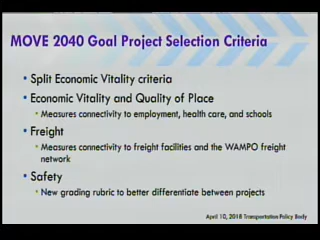 MOVE 2040 Goal Project Selection Criteria
• Split Economic Vitality criteria
• Economic Vitality and Quality of Place
• Measures connectivity to employment, health care, and schools
• Freight
• Measures connectivity to freight facilities and the WAMPO freight
network
• Safety
• New grading rubric to better differentiate between projects
April 10, 2018 Transportation Policy Body